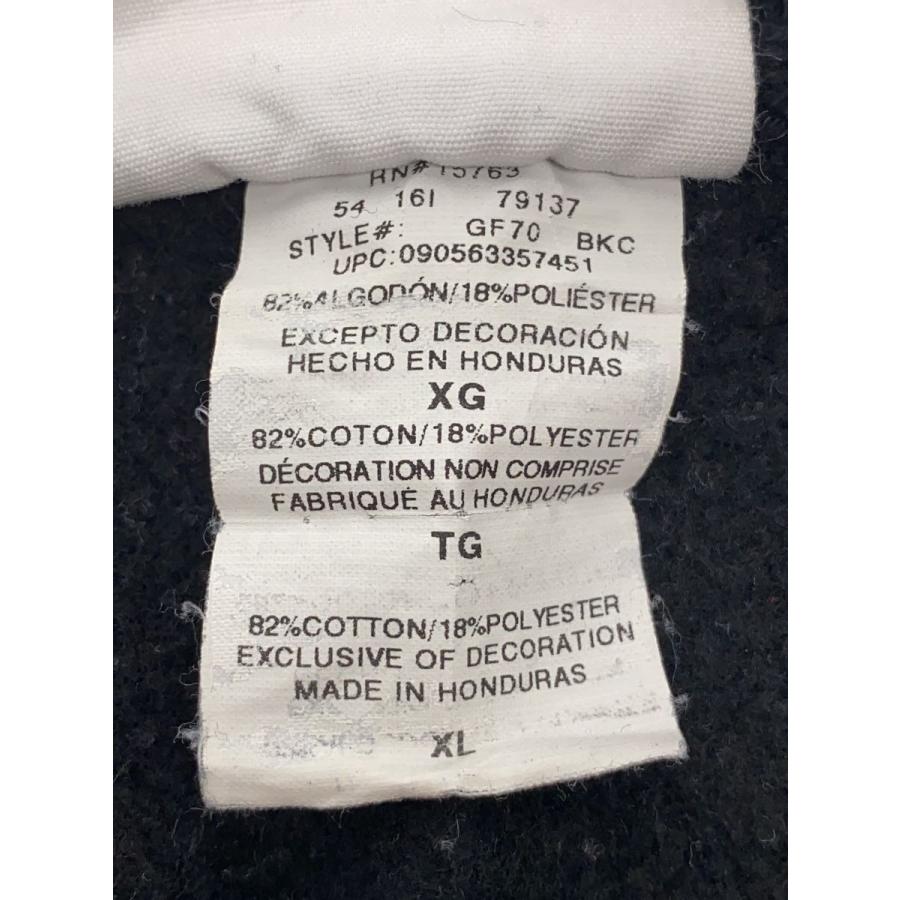 RN# 15763
54 16I 79137
STYLE#: GF70 BKC
UPC:090563357451
82%ALGODÓN/18%POLIÉSTER
EXCEPTO DECORACIÓN
HECHO EN HONDURAS
XG
82%COTON/18%POLYESTER
DÉCORATION NON COMPRISE
FABRIQUÉ AU HONDURAS
TG
82%COTTON/18%POLYESTER
EXCLUSIVE OF DECORATION
MADE IN HONDURAS
XL